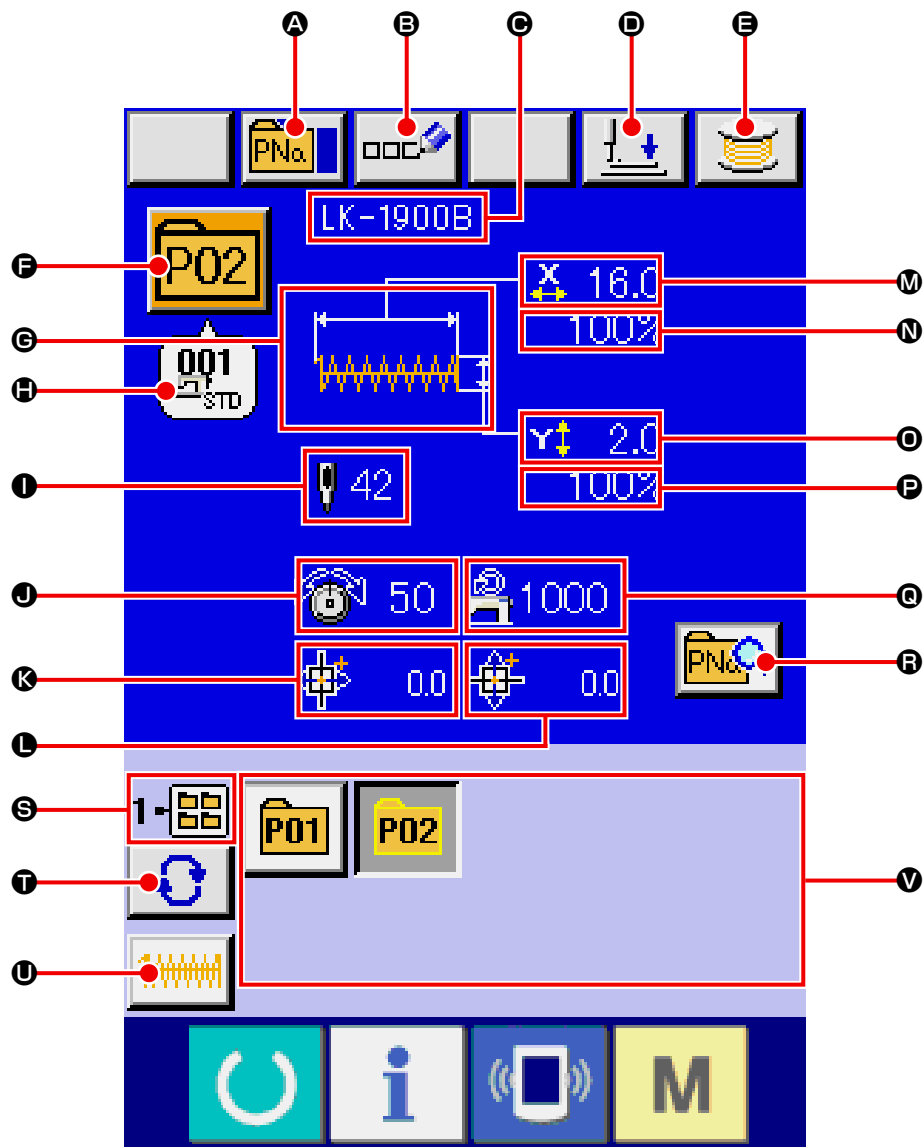 A B C D E
PNo.
LK-1900B
F P02
X 16.0 M
100% N
G
001
H STD
Y 2.0 O
100% P
I 42
J 50 1000 Q
PNo. R
K 0.0 0.0
L
S 1
P01 P02
T V
U
i M